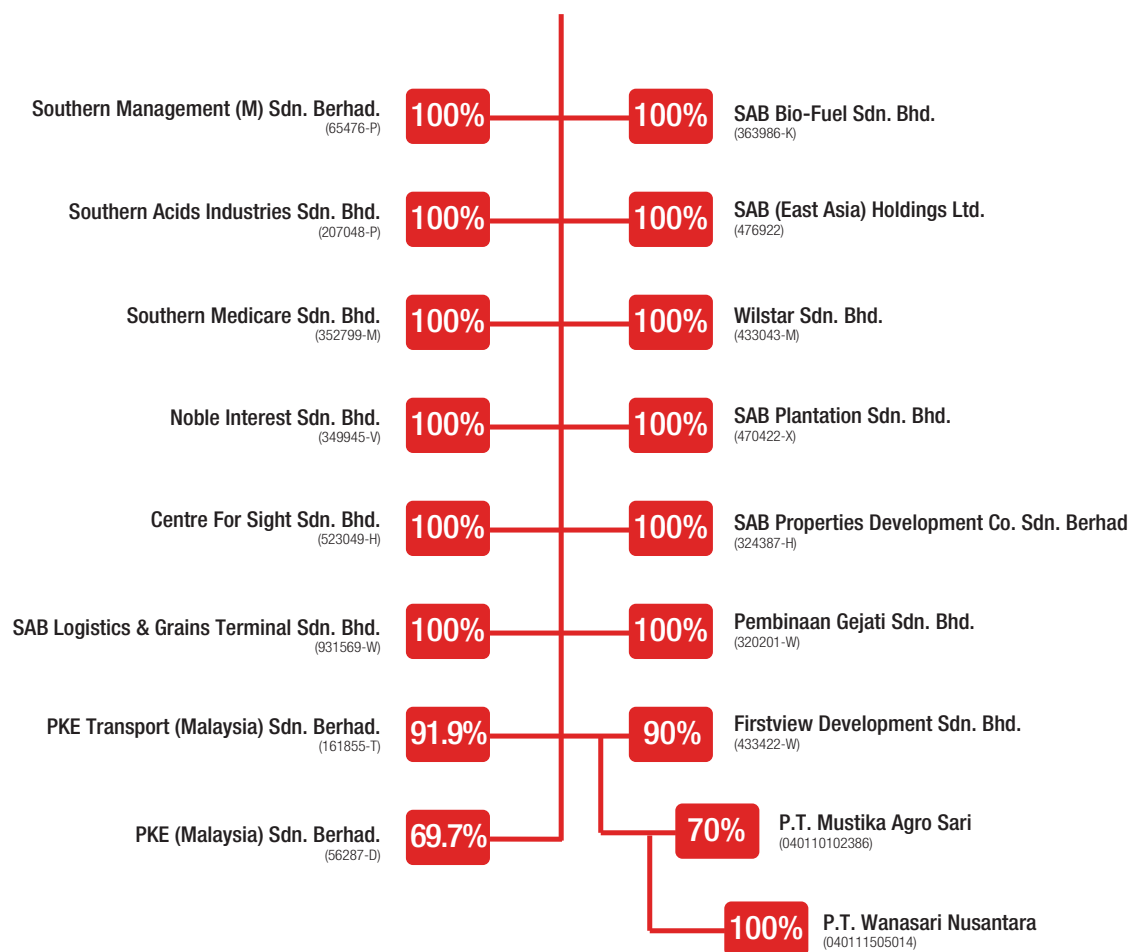 Southern Management (M) Sdn. Berhad.
(65476-P)
100%
100%
SAB Bio-Fuel Sdn. Bhd.
(363986-K)
Southern Acids Industries Sdn. Bhd.
(207048-P)
100%
100%
SAB (East Asia) Holdings Ltd.
(476922)
Southern Medicare Sdn. Bhd.
(352799-M)
100%
100%
Wilstar Sdn. Bhd.
(433043-M)
Noble Interest Sdn. Bhd.
(349945-V)
100%
100%
SAB Plantation Sdn. Bhd.
(470422-X)
Centre For Sight Sdn. Bhd.
(523049-H)
100%
100%
SAB Properties Development Co. Sdn. Berhad
(324387-H)
SAB Logistics & Grains Terminal Sdn. Bhd.
(931569-W)
100%
100%
Pembinaan Gejati Sdn. Bhd.
(320201-W)
PKE Transport (Malaysia) Sdn. Berhad.
(161855-T)
91.9%
90%
Firstview Development Sdn. Bhd.
(433422-W)
PKE (Malaysia) Sdn. Berhad.
(56287-D)
69.7%
70%
P.T. Mustika Agro Sari
(040110102386)
100%
P.T. Wanasari Nusantara
(040111505014)